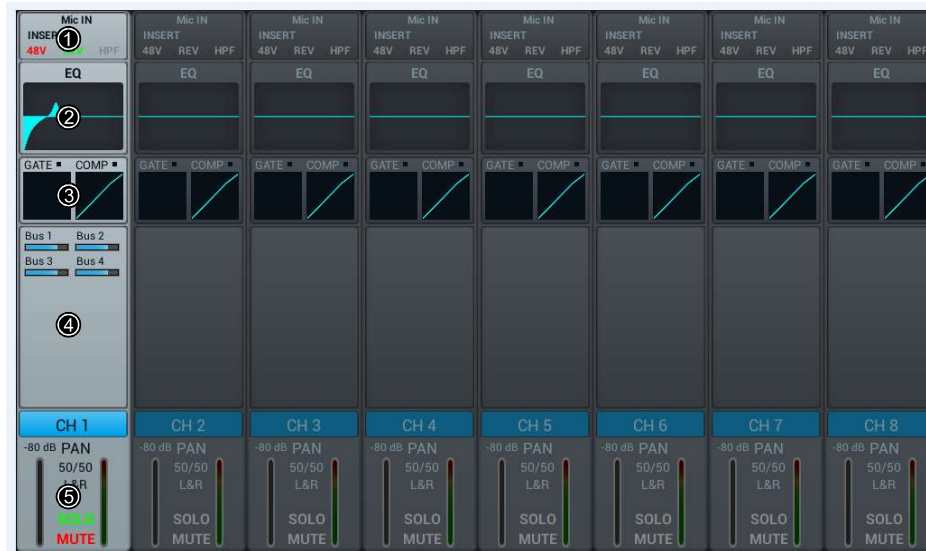 Mic IN Mic IN Mic IN Mic IN Mic IN Mic IN Mic IN Mic IN
INSERT INSERT INSERT INSERT INSERT INSERT INSERT
①
48V HPF 48V REV HPF 48V REV HPF 48V REV HPF 48V REV HPF 48V REV HPF 48V REV HPF 48V REV HPF
EQ EQ EQ EQ EQ EQ EQ EQ
②
GATE COMP GATE COMP GATE COMP GATE COMP GATE COMP GATE COMP GATE COMP GATE COMP
③
Bus 1 Bus 2
Bus 3 Bus 4
④
CH 1 CH 2 CH 3 CH 4 CH 5 CH 6 CH 7 CH 8
-80 dB PAN -80 dB PAN -80 dB PAN -80 dB PAN -80 dB PAN -80 dB PAN -80 dB PAN -80 dB PAN
50/50 50/50 50/50 50/50 50/50 50/50 50/50 50/50
L&R L&R L&R L&R L&R L&R L&R L&R
⑤
SOLO SOLO SOLO SOLO SOLO SOLO SOLO SOLO
MUTE MUTE MUTE MUTE MUTE MUTE MUTE MUTE